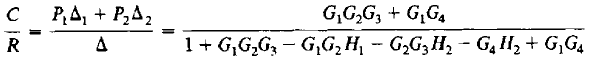 C/R = (P₁Δ₁ + P₂Δ₂)/Δ = (G₁G₂G₃ + G₁G₄)/(1 + G₁G₂G₃ − G₁G₂H₁ − G₂G₃H₂ − G₄H₂ + G₁G₄)